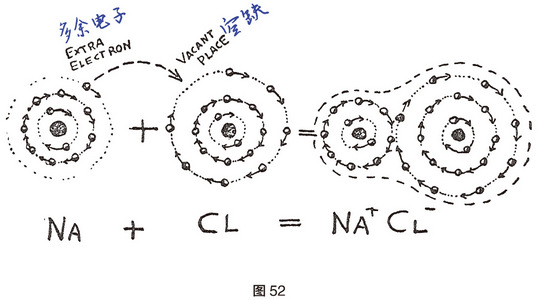 多余电子
EXTRA
ELECTRON
空缺
VACANT
PLACE
+
=
NA + CL = NA⁺ CL⁻
图 52